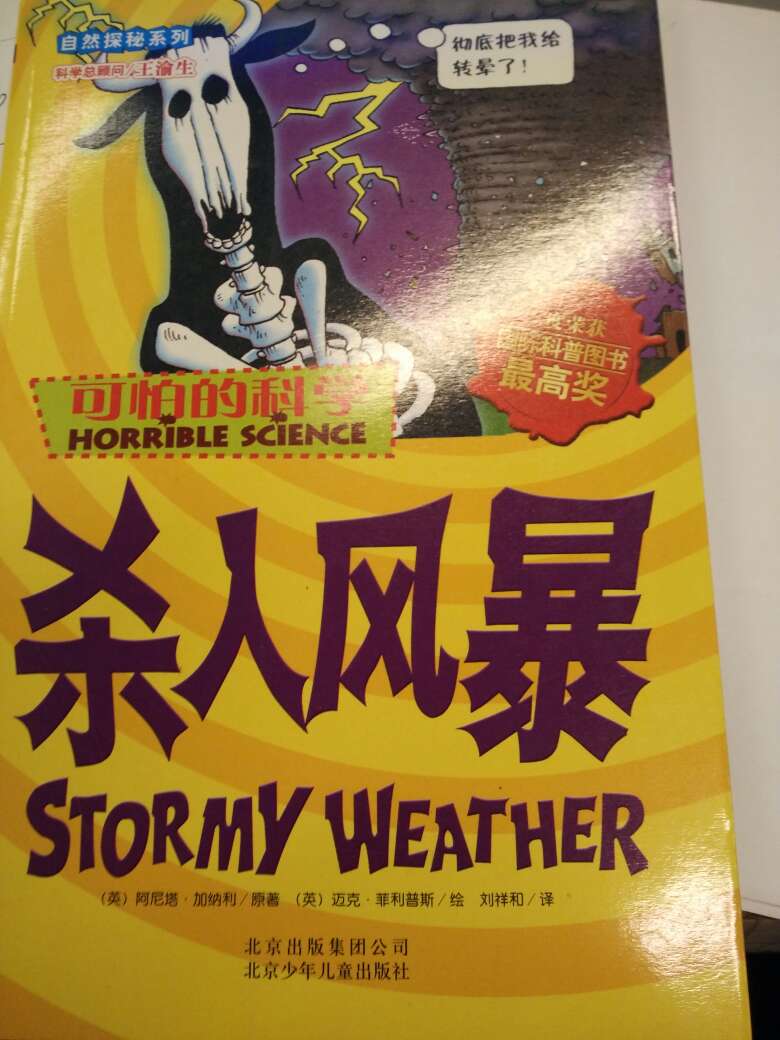 自然探秘系列
科学总顾问/王渝生
彻底把我给
转晕了！
荣获
国际科普图书
最高奖
可怕的科学
HORRIBLE SCIENCE
杀人风暴
STORMY WEATHER
（英）阿尼塔·加纳利／原著 （英）迈克·菲利普斯／绘 刘祥和／译
北京出版集团公司
北京少年儿童出版社